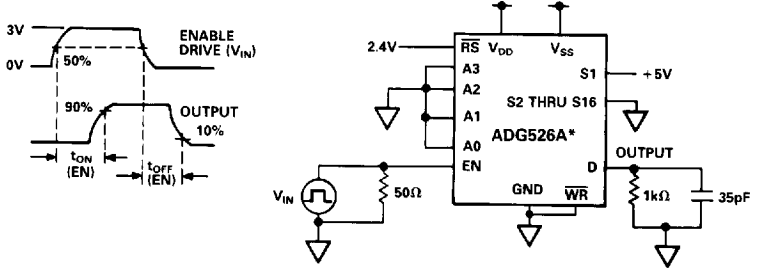 3V
0V
50%
ENABLE
DRIVE (VIN)
90%
OUTPUT
10%
tON
(EN)
tOFF
(EN)
2.4V
RS
VDD
VSS
A3
A2
A1
A0
EN
S1
+5V
S2 THRU S16
ADG526A*
D
OUTPUT
GND
WR
VIN
50Ω
1kΩ
35pF